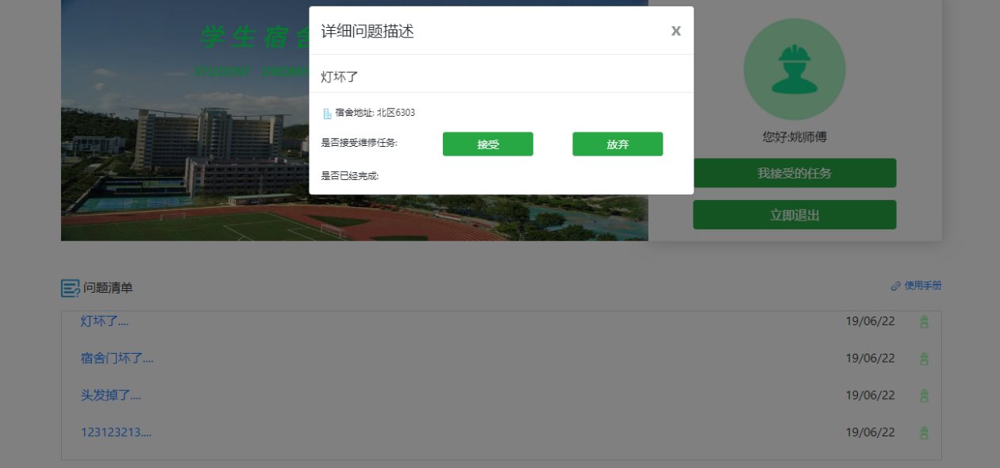 学生宿舍
STUDENT DROMI
详细问题描述
x
灯坏了
宿舍地址: 北区6303
是否接受维修任务:
接受
放弃
是否已经完成:
您好:姚师傅
我接受的任务
立即退出
问题清单
使用手册
灯坏了....
19/06/22
宿舍门坏了....
19/06/22
头发掉了....
19/06/22
123123213....
19/06/22